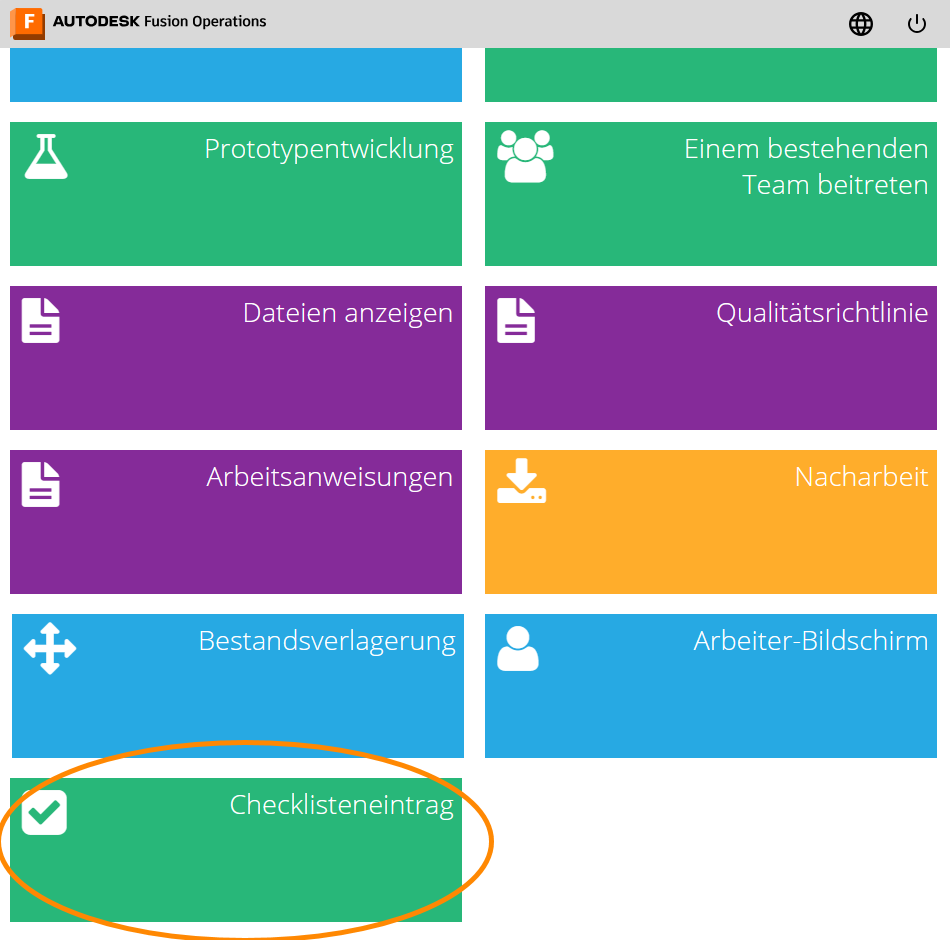 F AUTODESK Fusion Operations
Prototypentwicklung
Einem bestehenden
Team beitreten
Dateien anzeigen
Qualitätsrichtlinie
Arbeitsanweisungen
Nacharbeit
Bestandsverlagerung
Arbeiter-Bildschirm
Checklisteneintrag